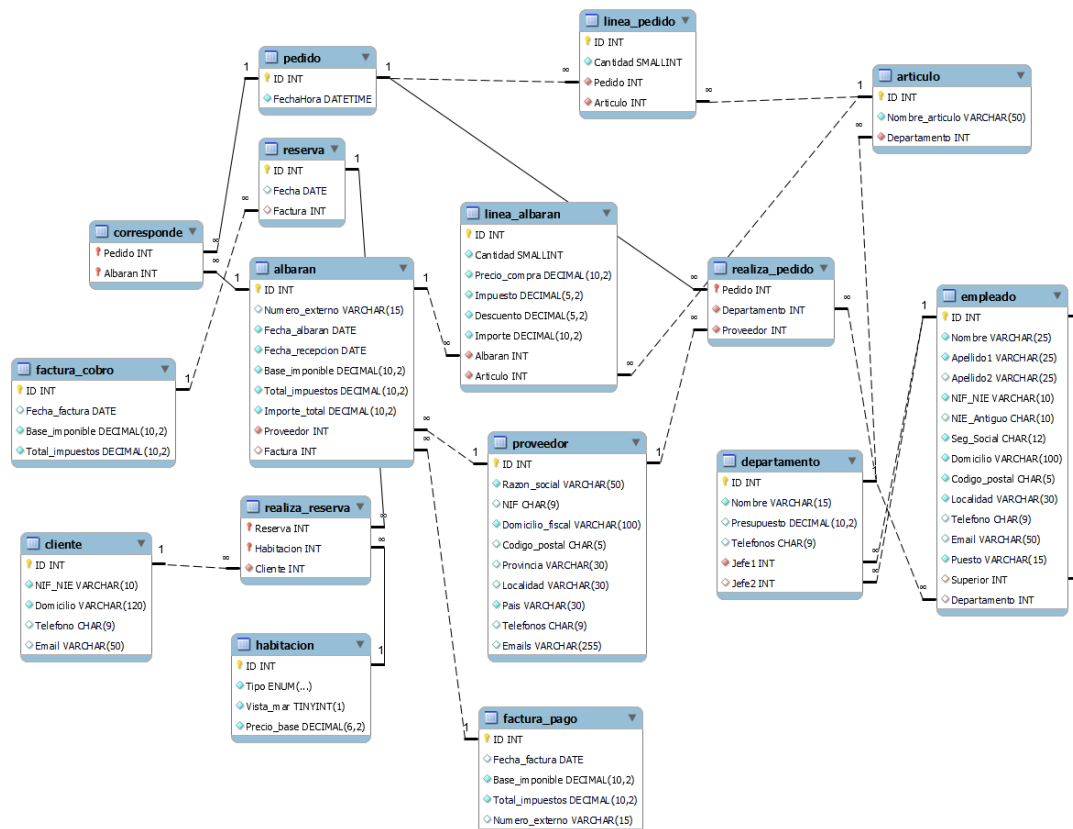 linea_pedido
ID INT
Cantidad SMALLINT
Pedido INT
Articulo INT
pedido
ID INT
FechaHora DATETIME
articulo
ID INT
Nombre_articulo VARCHAR(50)
Departamento INT
reserva
ID INT
Fecha DATE
Factura INT
corresponde
Pedido INT
Albaran INT
linea_albaran
ID INT
Cantidad SMALLINT
Precio_compra DECIMAL(10,2)
Impuesto DECIMAL(5,2)
Descuento DECIMAL(5,2)
Importe DECIMAL(10,2)
Albaran INT
Articulo INT
albaran
ID INT
Numero_externo VARCHAR(15)
Fecha_albaran DATE
Fecha_recepcion DATE
Base_imponible DECIMAL(10,2)
Total_impuestos DECIMAL(10,2)
Importe_total DECIMAL(10,2)
Proveedor INT
Factura INT
realiza_pedido
Pedido INT
Departamento INT
Proveedor INT
empleado
ID INT
Nombre VARCHAR(25)
Apellido1 VARCHAR(25)
Apellido2 VARCHAR(25)
NIF_NIE VARCHAR(10)
NIE_Antiguo CHAR(10)
Seg_Social CHAR(12)
Domicilio VARCHAR(100)
Codigo_postal CHAR(5)
Localidad VARCHAR(30)
Telefono CHAR(9)
Email VARCHAR(50)
Puesto VARCHAR(15)
Superior INT
Departamento INT
factura_cobro
ID INT
Fecha_factura DATE
Base_imponible DECIMAL(10,2)
Total_impuestos DECIMAL(10,2)
proveedor
ID INT
Razon_social VARCHAR(50)
NIF CHAR(9)
Domicilio_fiscal VARCHAR(100)
Codigo_postal CHAR(5)
Provincia VARCHAR(30)
Localidad VARCHAR(30)
Pais VARCHAR(30)
Telefonos CHAR(9)
Emails VARCHAR(255)
departamento
ID INT
Nombre VARCHAR(15)
Presupuesto DECIMAL(10,2)
Telefonos CHAR(9)
Jefe1 INT
Jefe2 INT
realiza_reserva
Reserva INT
Habitacion INT
Cliente INT
cliente
ID INT
NIF_NIE VARCHAR(10)
Domicilio VARCHAR(120)
Telefono CHAR(9)
Email VARCHAR(50)
habitacion
ID INT
Tipo ENUM(...)
Vista_mar TINYINT(1)
Precio_base DECIMAL(6,2)
factura_pago
ID INT
Fecha_factura DATE
Base_imponible DECIMAL(10,2)
Total_impuestos DECIMAL(10,2)
Numero_externo VARCHAR(15)